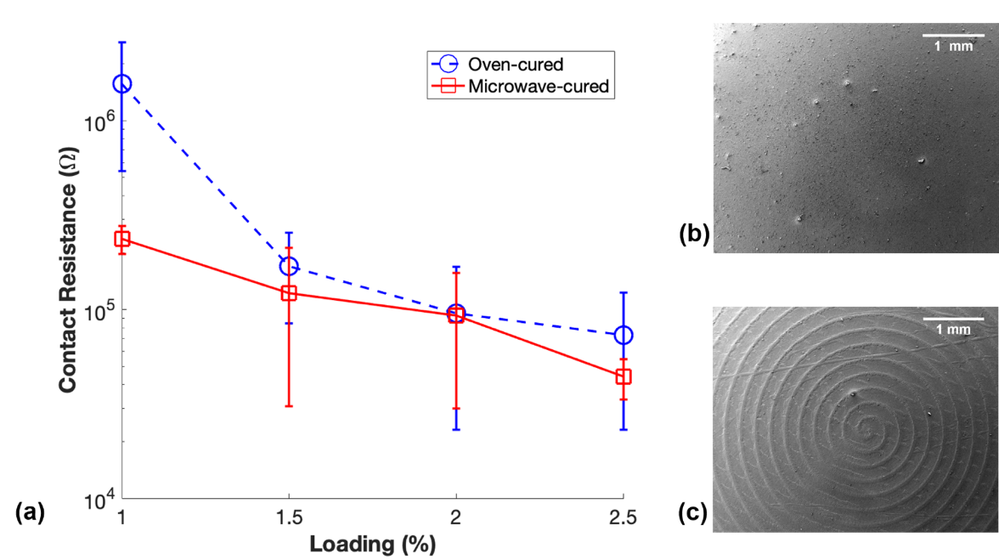 Oven-cured
Microwave-cured
10^6
10^5
10^4
Contact Resistance (Ω)
1 1.5 2 2.5
Loading (%)
(a)
1 mm
(b)
1 mm
(c)